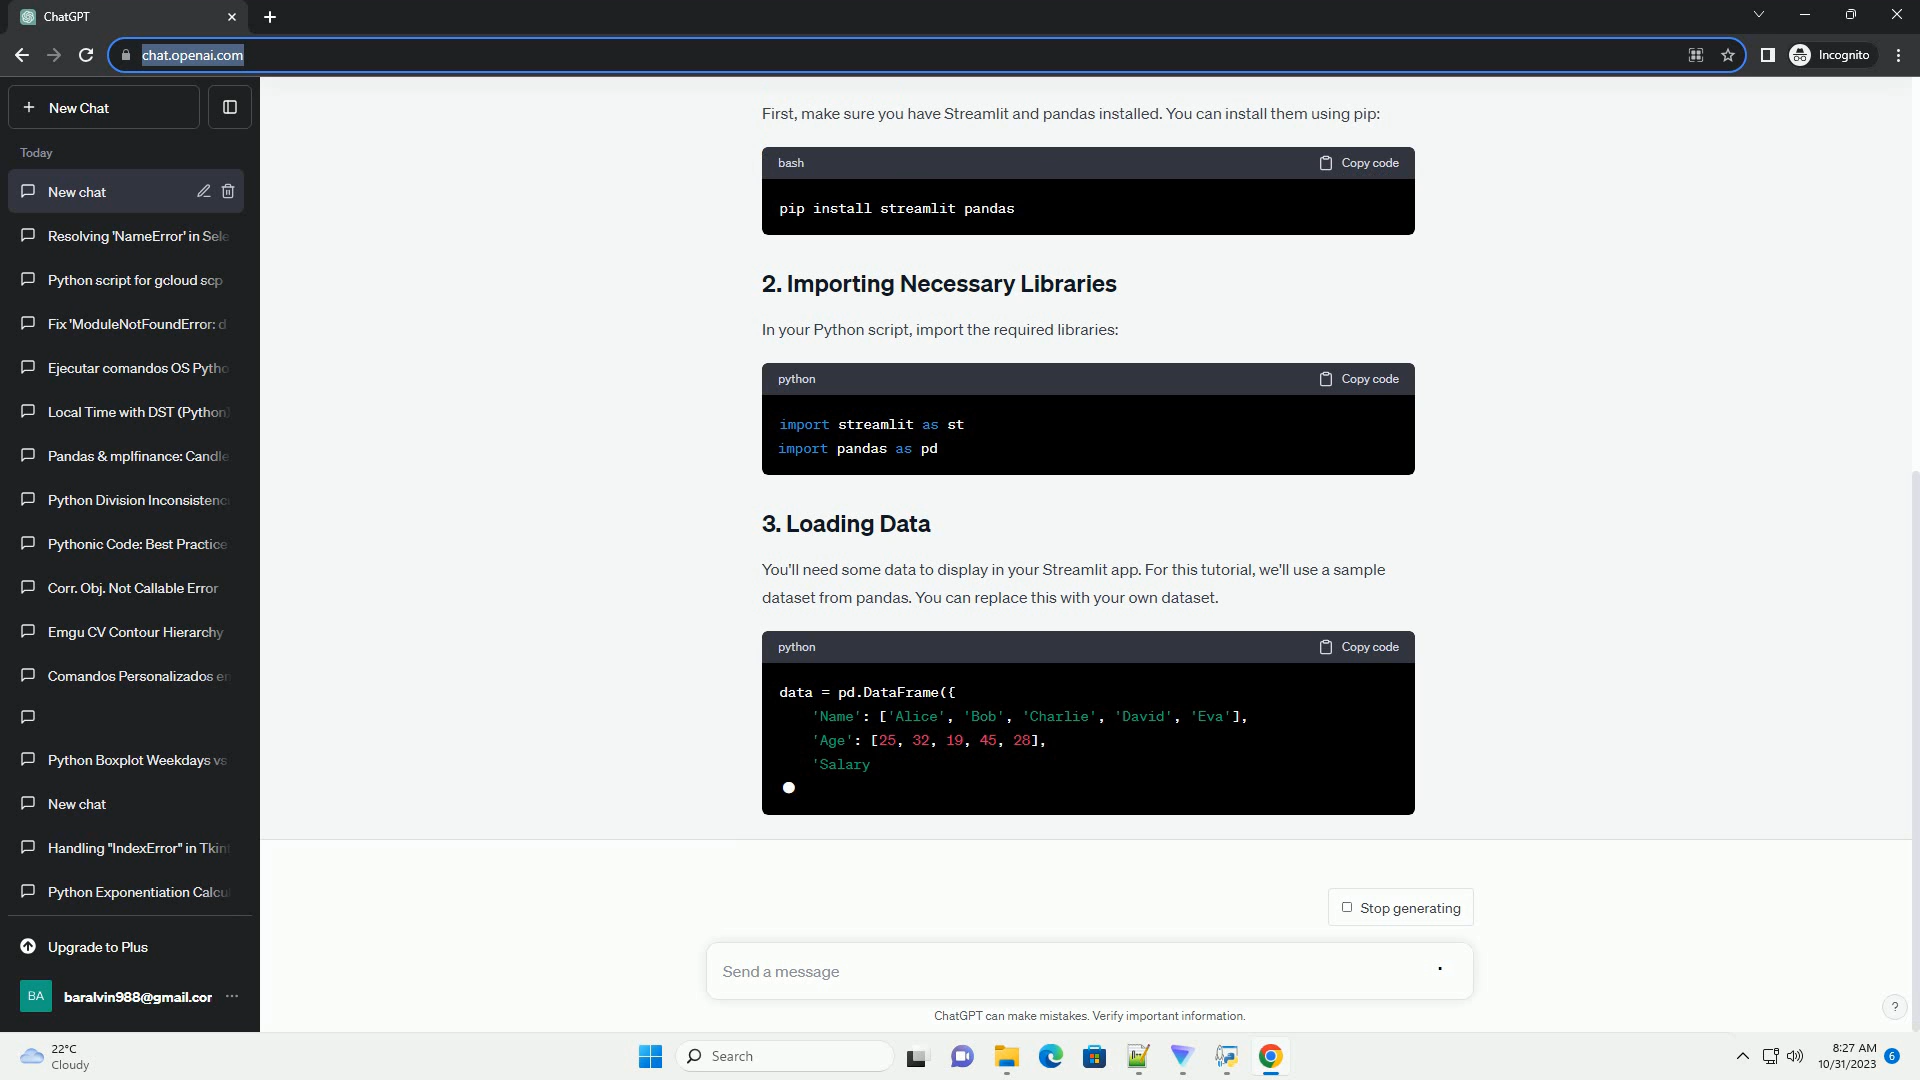 ChatGPT
chat.openai.com
Incognito
New Chat
Today
New chat
Resolving 'NameError' in Sele
Python script for gcloud scp
Fix 'ModuleNotFoundError: d
Ejecutar comandos OS Pytho
Local Time with DST (Python)
Pandas & mplfinance: Candle
Python Division Inconsistenc
Pythonic Code: Best Practice
Corr. Obj. Not Callable Error
Emgu CV Contour Hierarchy
Comandos Personalizados en
Python Boxplot Weekdays vs
New chat
Handling "IndexError" in Tkint
Python Exponentiation Calcu
Upgrade to Plus
BA
baralvin988@gmail.cor
First, make sure you have Streamlit and pandas installed. You can install them using pip:
bash
Copy code
pip install streamlit pandas
2. Importing Necessary Libraries
In your Python script, import the required libraries:
python
Copy code
import streamlit as st
import pandas as pd
3. Loading Data
You'll need some data to display in your Streamlit app. For this tutorial, we'll use a sample
dataset from pandas. You can replace this with your own dataset.
python
Copy code
data = pd.DataFrame({
'Name': ['Alice', 'Bob', 'Charlie', 'David', 'Eva'],
'Age': [25, 32, 19, 45, 28],
'Salary
Stop generating
Send a message
ChatGPT can make mistakes. Verify important information.
?
22°C
Cloudy
Search
8:27 AM
10/31/2023
6